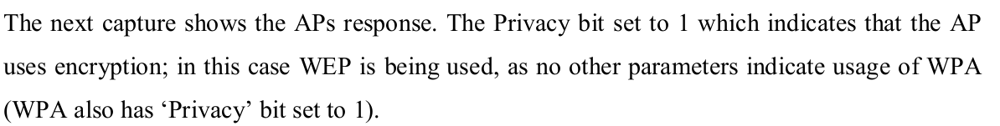 The next capture shows the APs response. The Privacy bit set to 1 which indicates that the AP
uses encryption; in this case WEP is being used, as no other parameters indicate usage of WPA
(WPA also has ‘Privacy’ bit set to 1).